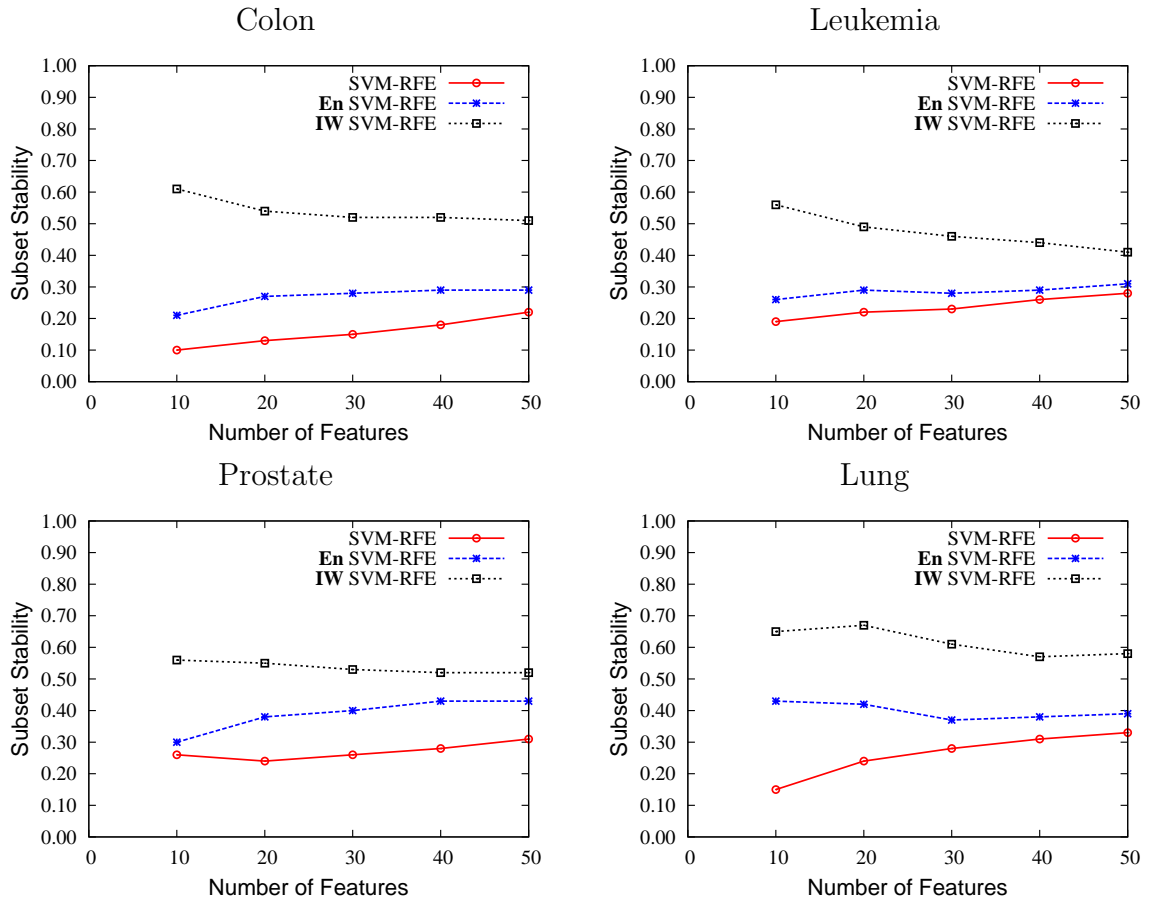 Colon
1.00
0.90
0.80
0.70
0.60
0.50
0.40
0.30
0.20
0.10
0.00
0 10 20 30 40 50
Subset Stability
Number of Features
SVM-RFE
En SVM-RFE
IW SVM-RFE
Leukemia
1.00
0.90
0.80
0.70
0.60
0.50
0.40
0.30
0.20
0.10
0.00
0 10 20 30 40 50
Subset Stability
Number of Features
SVM-RFE
En SVM-RFE
IW SVM-RFE
Prostate
1.00
0.90
0.80
0.70
0.60
0.50
0.40
0.30
0.20
0.10
0.00
0 10 20 30 40 50
Subset Stability
Number of Features
SVM-RFE
En SVM-RFE
IW SVM-RFE
Lung
1.00
0.90
0.80
0.70
0.60
0.50
0.40
0.30
0.20
0.10
0.00
0 10 20 30 40 50
Subset Stability
Number of Features
SVM-RFE
En SVM-RFE
IW SVM-RFE